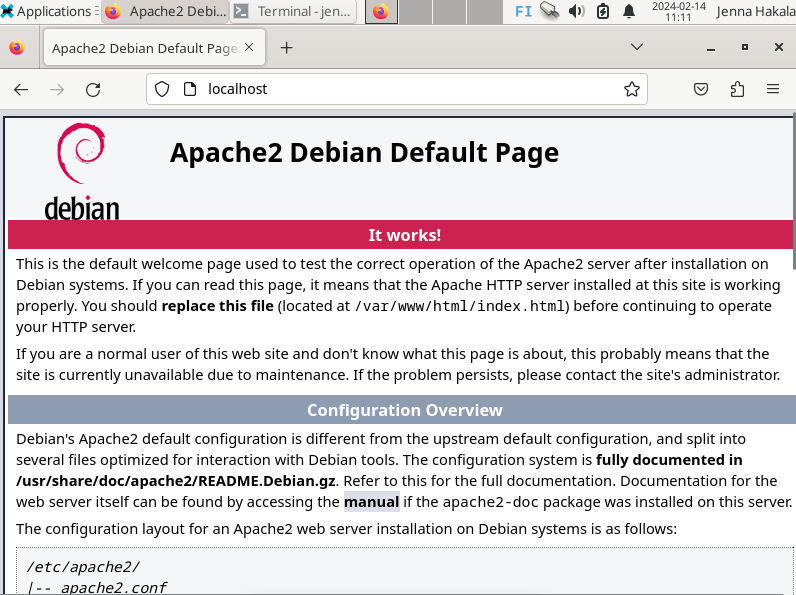 Applications
Apache2 Debi...
Terminal - jen...
FI
2024-02-14
11:11
Jenna Hakala
Apache2 Debian Default Page
localhost
debian
Apache2 Debian Default Page
It works!
This is the default welcome page used to test the correct operation of the Apache2 server after installation on
Debian systems. If you can read this page, it means that the Apache HTTP server installed at this site is working
properly. You should replace this file (located at /var/www/html/index.html) before continuing to operate
your HTTP server.
If you are a normal user of this web site and don't know what this page is about, this probably means that the
site is currently unavailable due to maintenance. If the problem persists, please contact the site's administrator.
Configuration Overview
Debian's Apache2 default configuration is different from the upstream default configuration, and split into
several files optimized for interaction with Debian tools. The configuration system is fully documented in
/usr/share/doc/apache2/README.Debian.gz. Refer to this for the full documentation. Documentation for the
web server itself can be found by accessing the manual if the apache2-doc package was installed on this server.
The configuration layout for an Apache2 web server installation on Debian systems is as follows:
/etc/apache2/
|-- apache2.conf